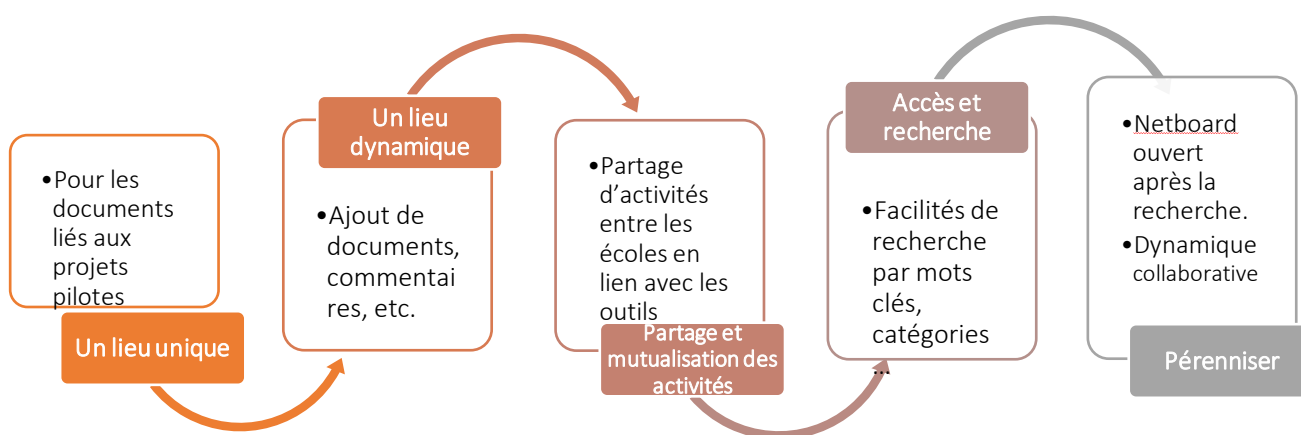 •Pour les
documents
liés aux
projets
pilotes
Un lieu unique
Un lieu
dynamique
•Ajout de
documents,
commentai
res, etc.
•Partage
d'activités
entre les
écoles en
lien avec les
outils
Partage et
mutualisation des
activités
Accès et
recherche
•Facilités de
recherche
par mots
clés,
catégories
...
•Netboard
ouvert
après la
recherche.
•Dynamique
collaborative
Pérenniser